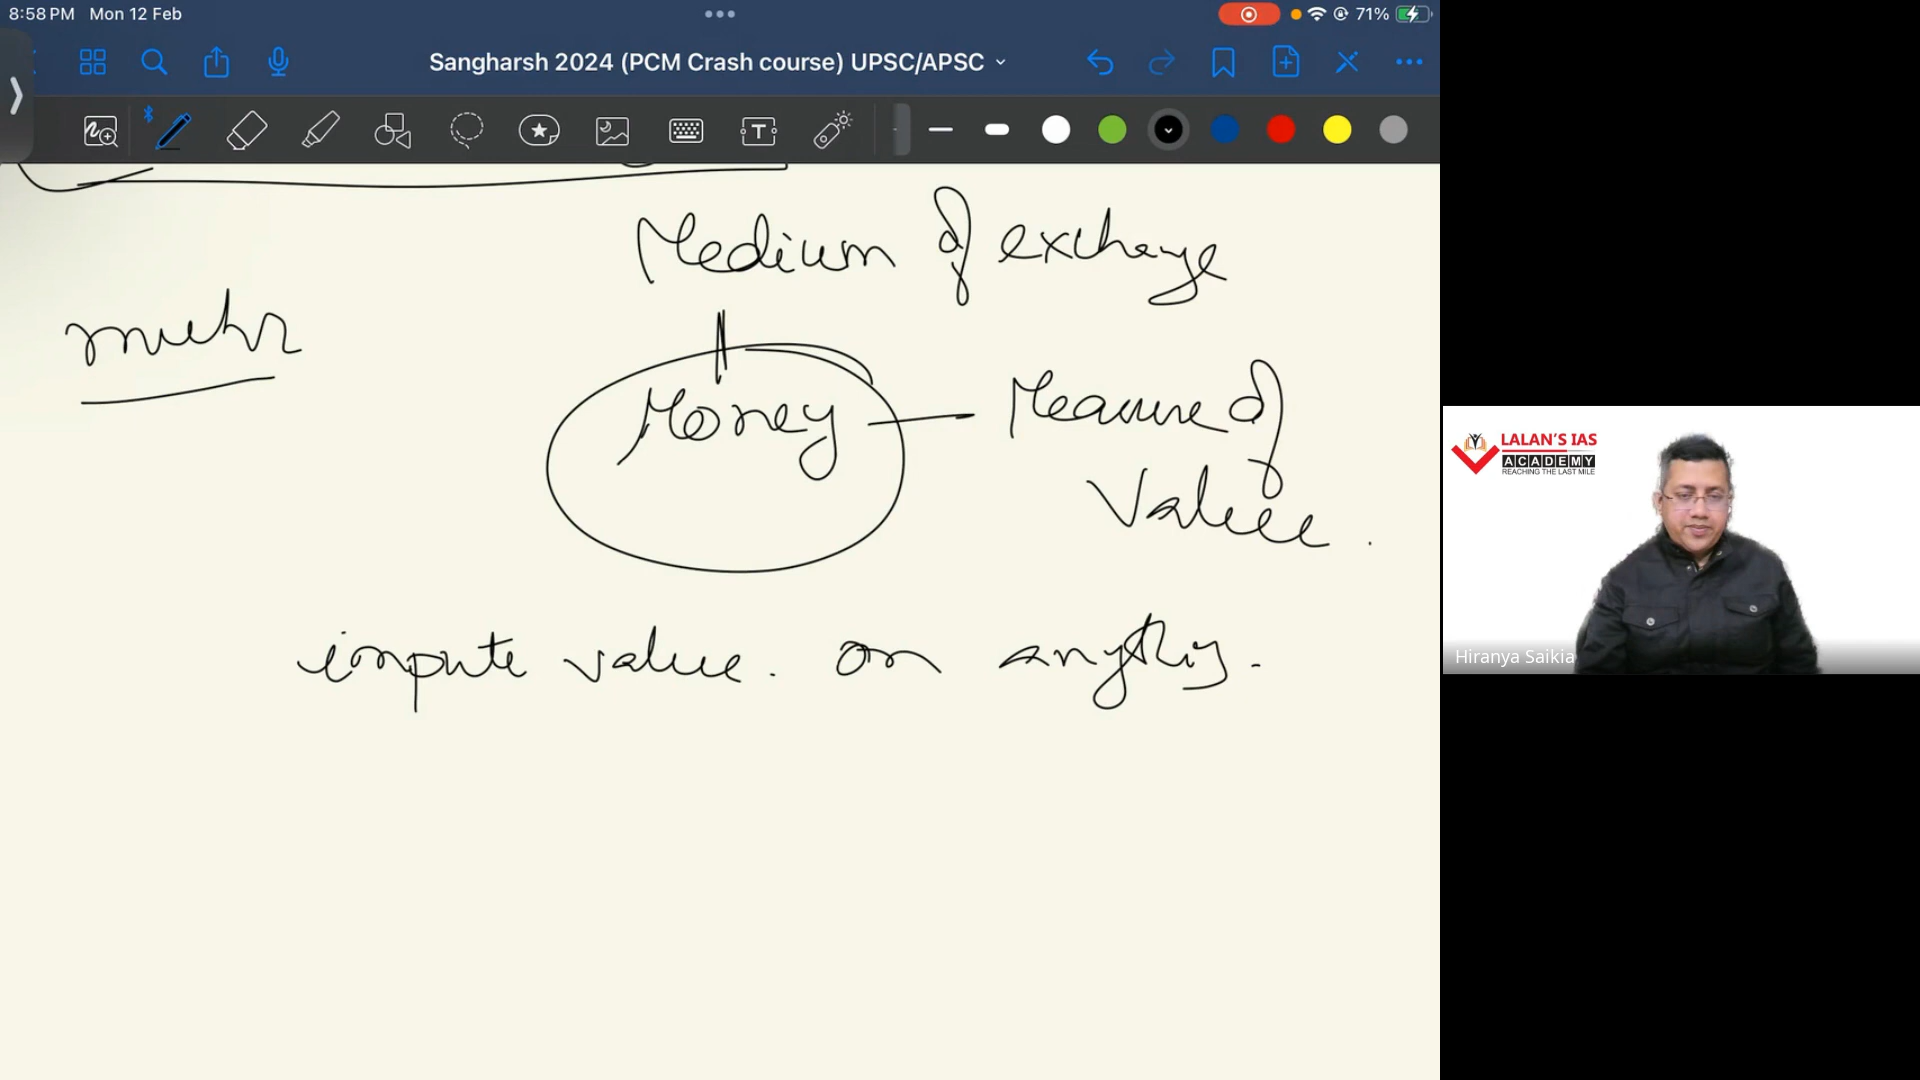 8:58 PM Mon 12 Feb
71%
Sangharsh 2024 (PCM Crash course) UPSC/APSC
T
Medium of exchange
muhr
Money
Measure of
Value.
impute value. on anything.
LALAN'S IAS
ACADEMY
REACHING THE LAST MILE
Hiranya Saikia